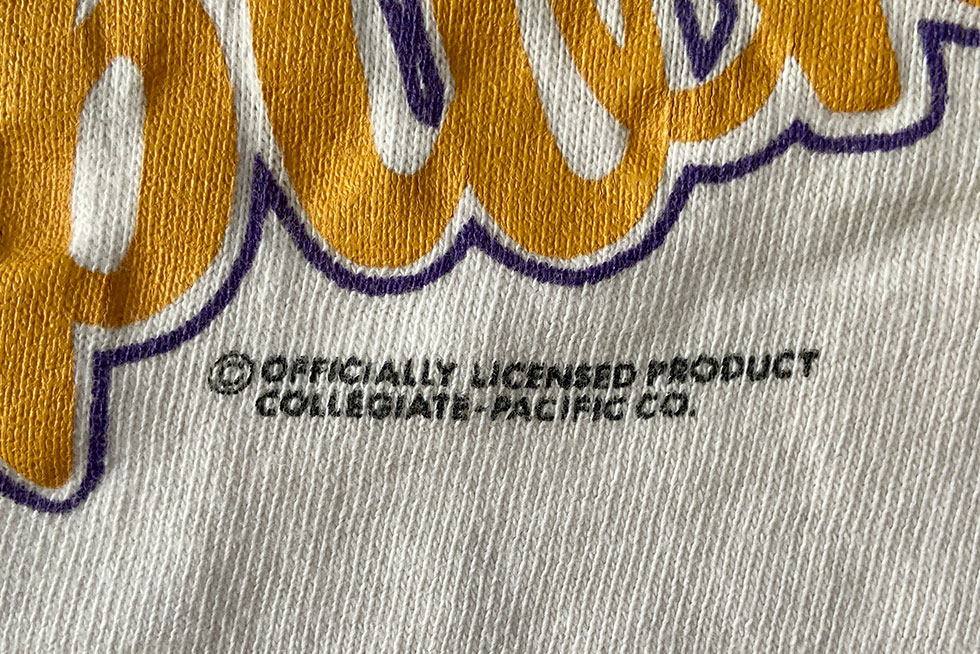 © OFFICIALLY LICENSED PRODUCT
COLLEGIATE-PACIFIC CO.